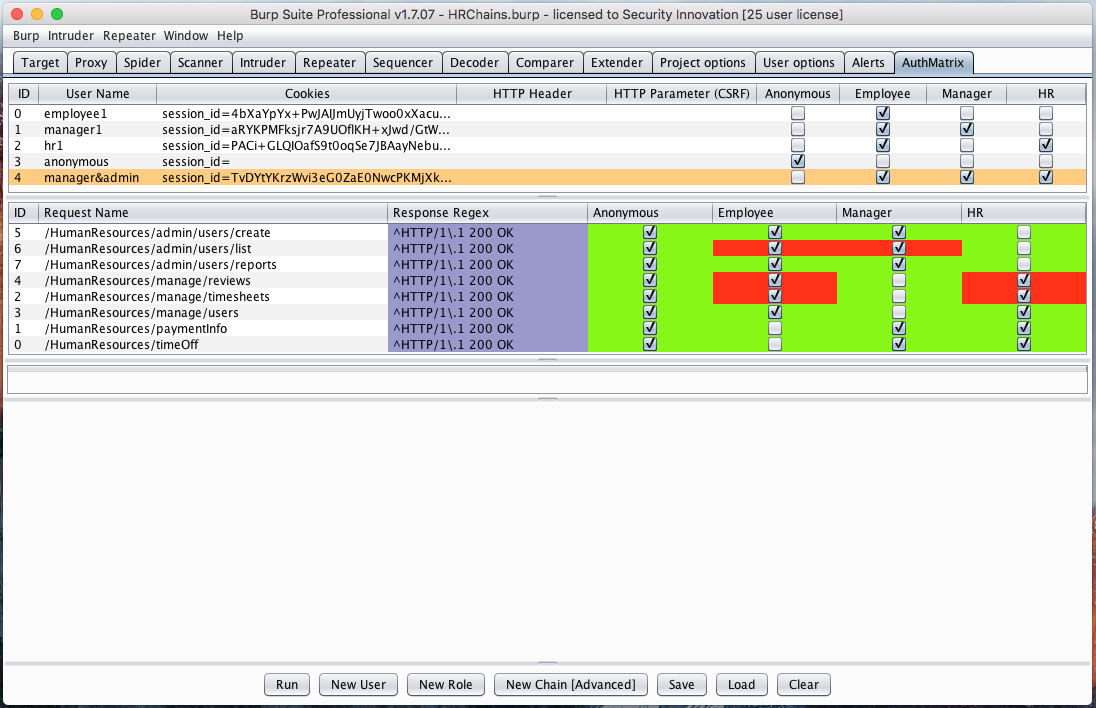 Burp Suite Professional v1.7.07 - HRChains.burp - licensed to Security Innovation [25 user license]
Burp Intruder Repeater Window Help
Target Proxy Spider Scanner Intruder Repeater Sequencer Decoder Comparer Extender Project options User options Alerts AuthMatrix
ID User Name Cookies HTTP Header HTTP Parameter (CSRF) Anonymous Employee Manager HR
0 employee1 session_id=4bXaYpYx+PwJAlJmUyjTwoo0xXacu...
1 manager1 session_id=aRYKPMFksjr7A9UOflKH+xJwd/GtW...
2 hr1 session_id=PACi+GLQIOafS9t0oqSe7JBAayNebu...
3 anonymous session_id=
4 manager&admin session_id=TvDYtYKrzWvi3eG0ZaE0NwcPKMjXk...
ID Request Name Response Regex Anonymous Employee Manager HR
5 /HumanResources/admin/users/create ^HTTP/1\.1 200 OK
6 /HumanResources/admin/users/list ^HTTP/1\.1 200 OK
7 /HumanResources/admin/users/reports ^HTTP/1\.1 200 OK
4 /HumanResources/manage/reviews ^HTTP/1\.1 200 OK
2 /HumanResources/manage/timesheets ^HTTP/1\.1 200 OK
3 /HumanResources/manage/users ^HTTP/1\.1 200 OK
1 /HumanResources/paymentInfo ^HTTP/1\.1 200 OK
0 /HumanResources/timeOff ^HTTP/1\.1 200 OK
Run New User New Role New Chain [Advanced] Save Load Clear